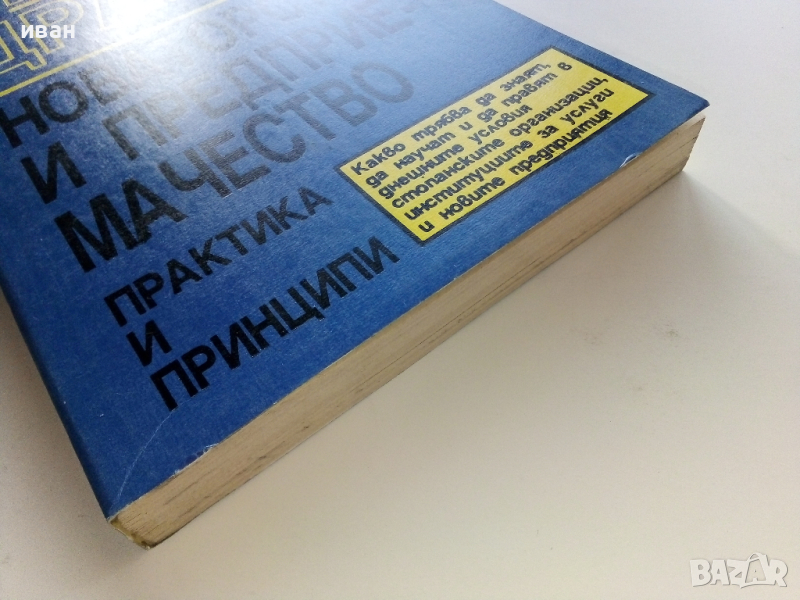 иван
И
МАЧЕСТВО
ПРАКТИКА
И
ПРИНЦИПИ
Какво трябва да знаят,
да научат и да правят в
днешните условия
стопанските организации,
институциите за услуги
и новите предприятия
BAZAR